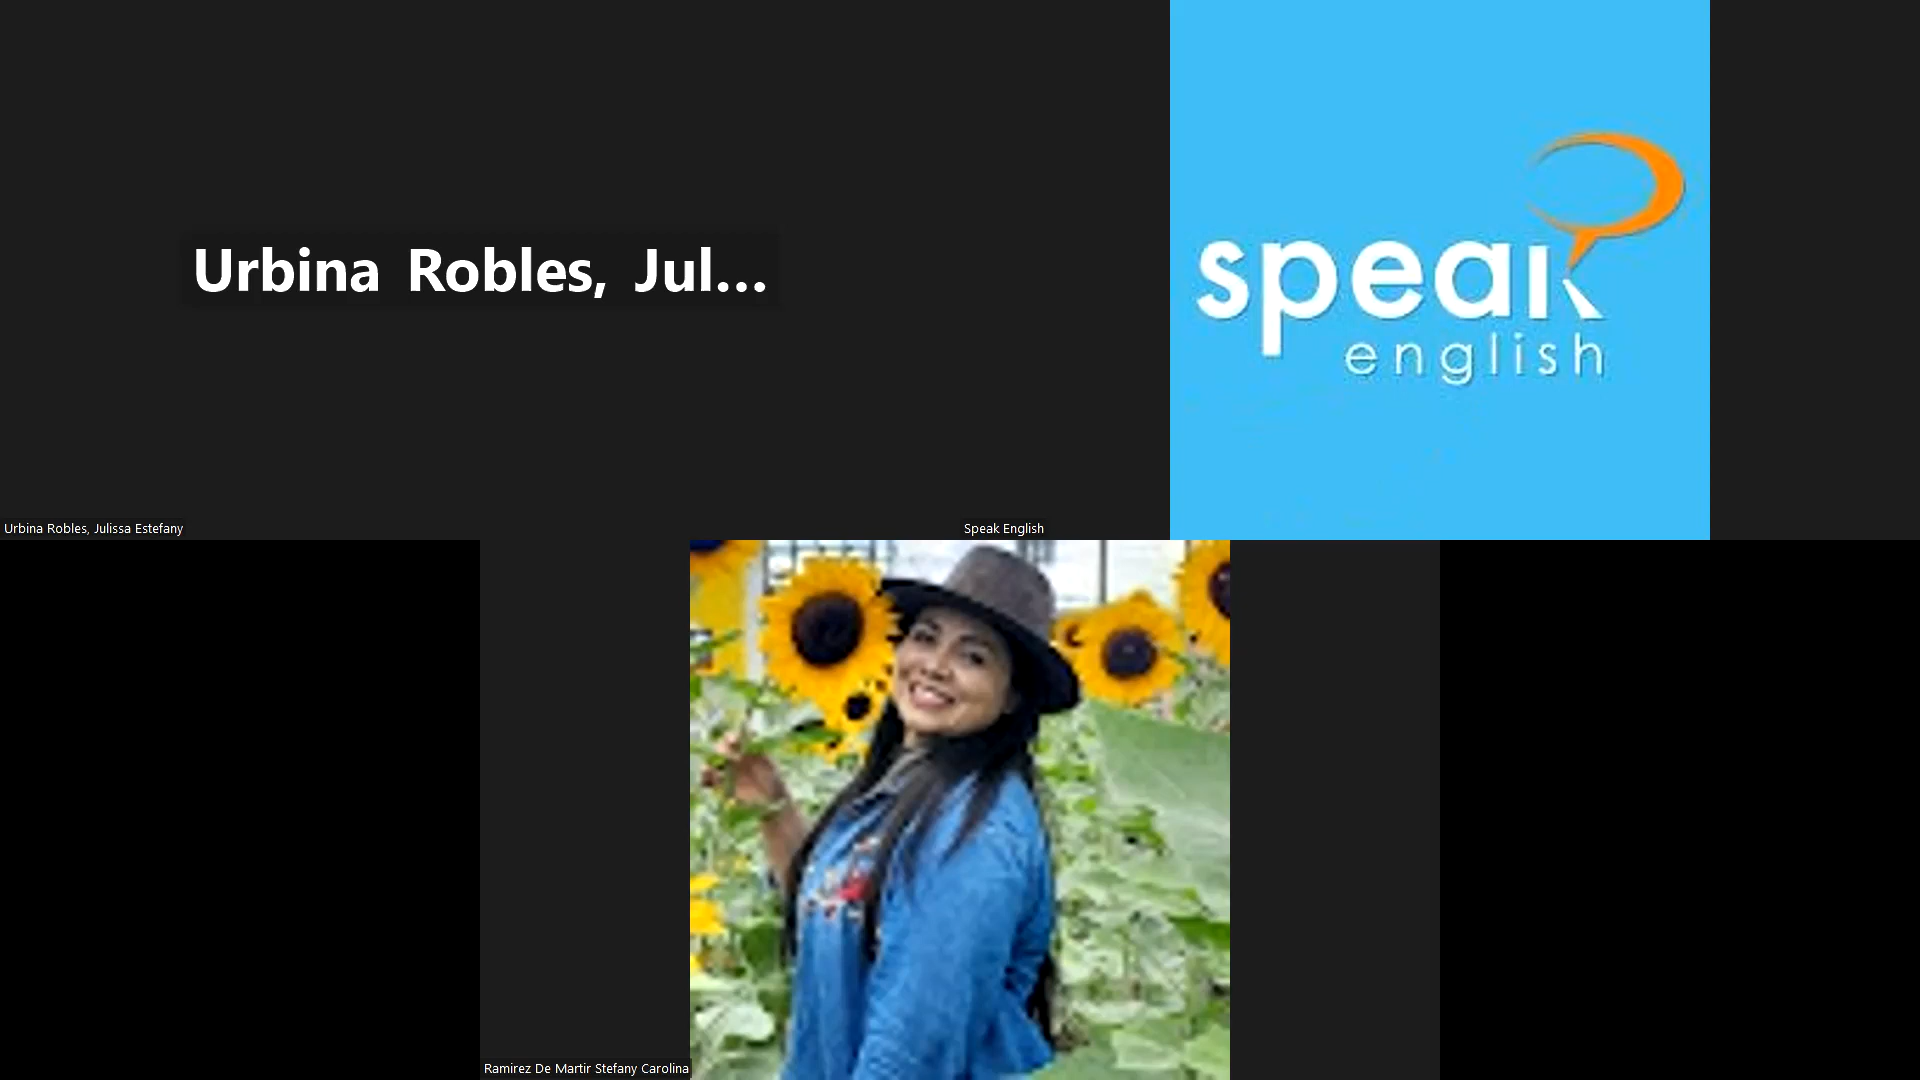 Urbina Robles, Jul...
speak
english
Urbina Robles, Julissa Estefany
Speak English
Ramirez De Martir Stefany Carolina